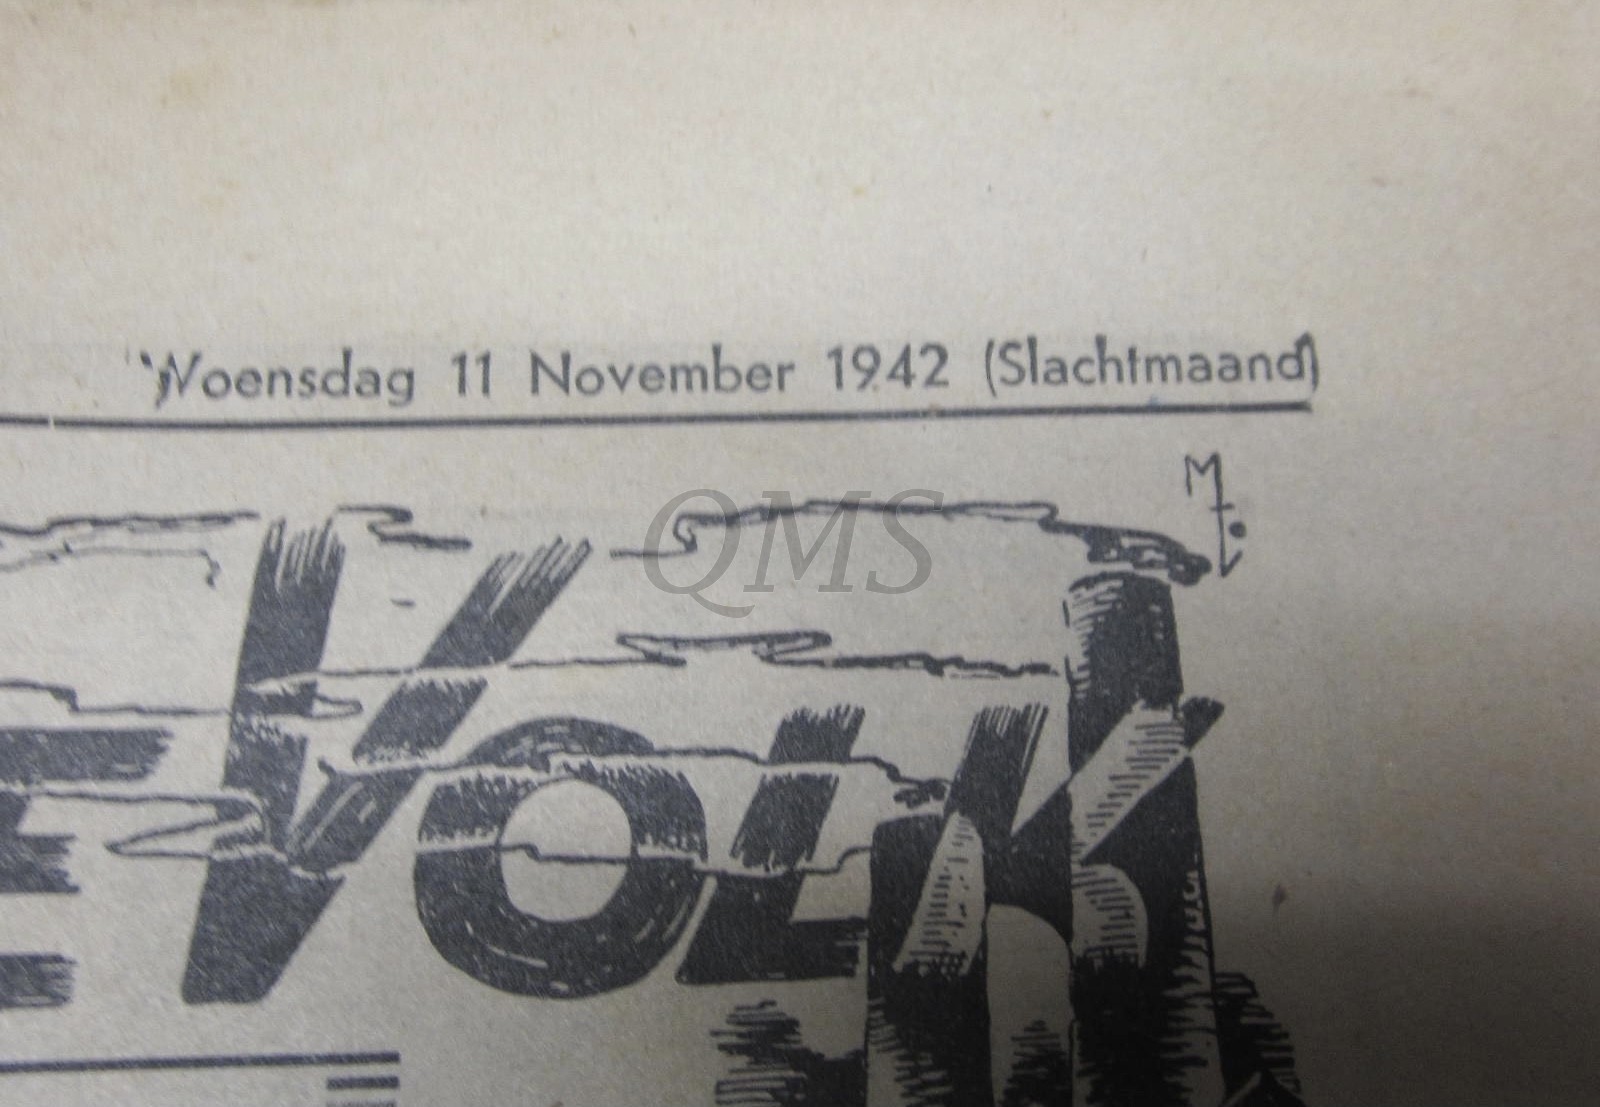 Woensdag 11 November 1942 (Slachtmaand)
M.
QMS
E Volk